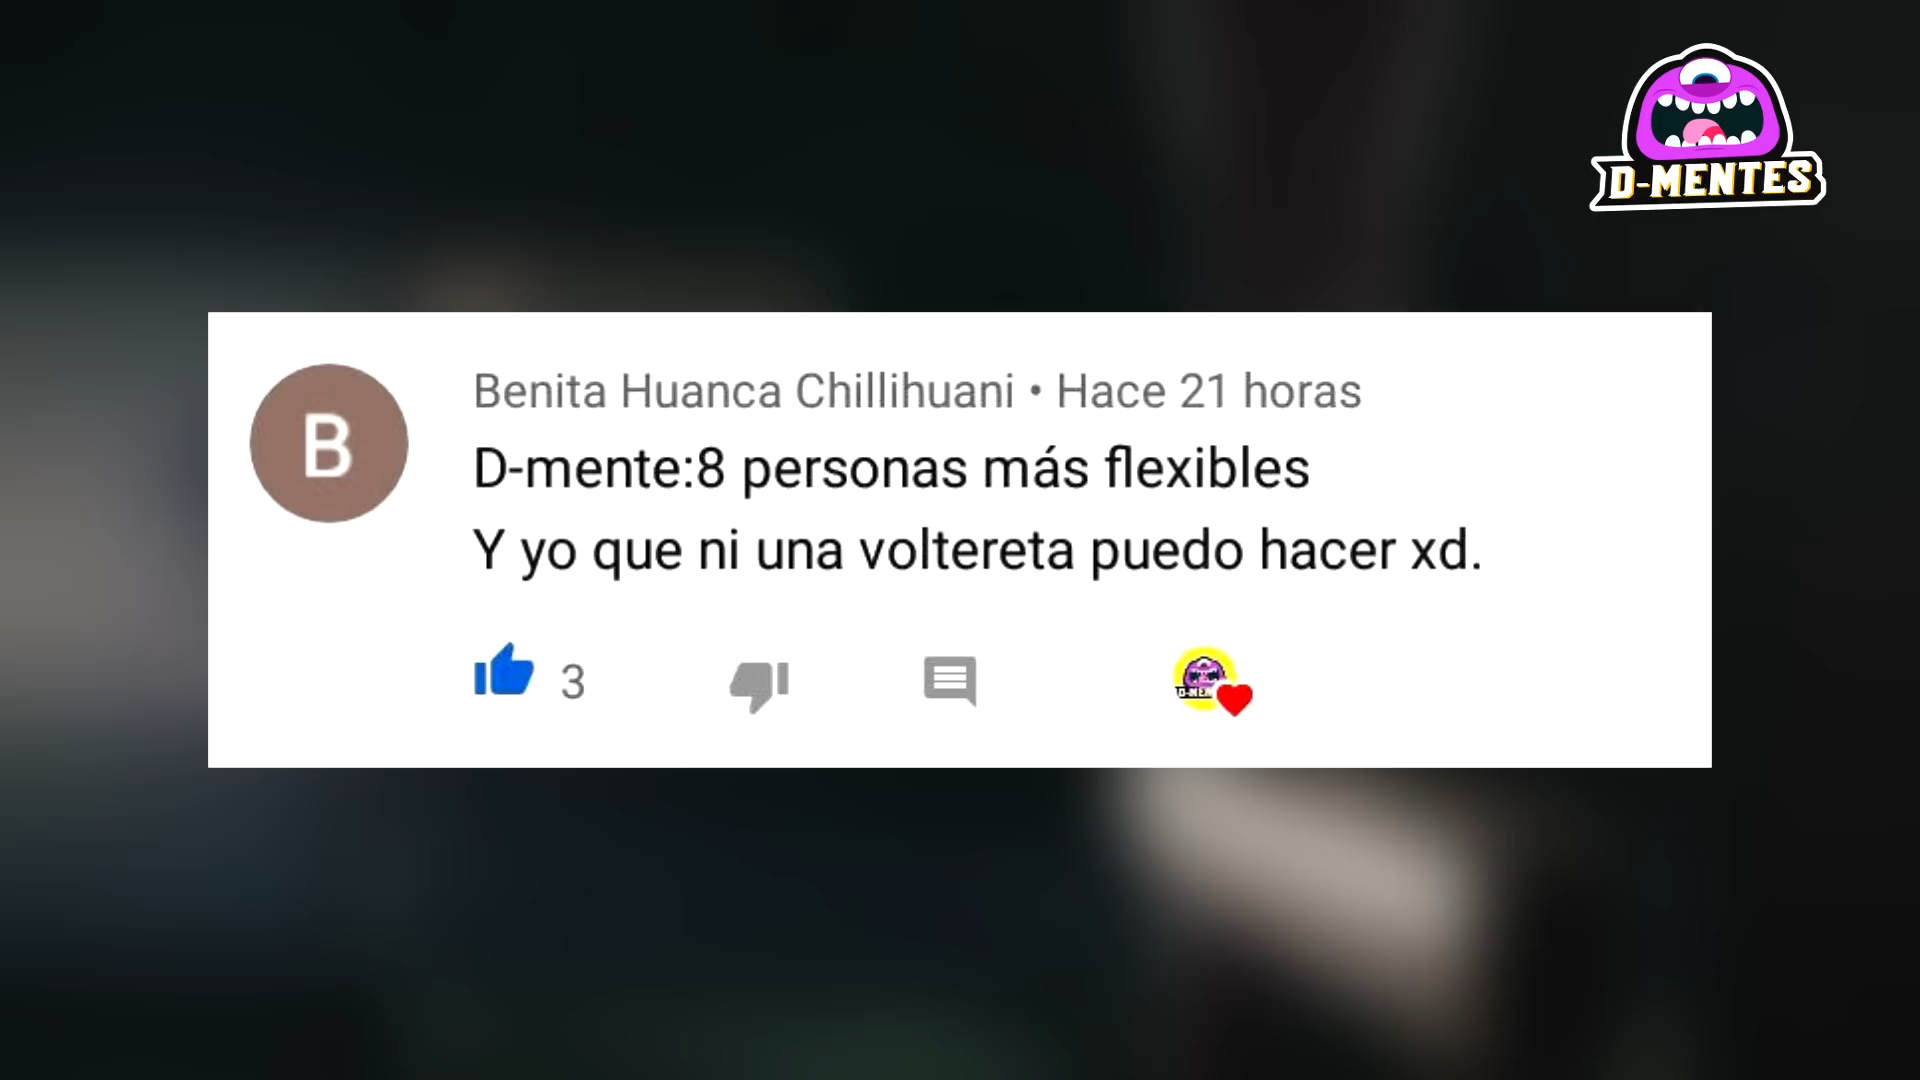 D-MENTES
B
Benita Huanca Chillihuani • Hace 21 horas
D-mente:8 personas más flexibles
Y yo que ni una voltereta puedo hacer xd.
3